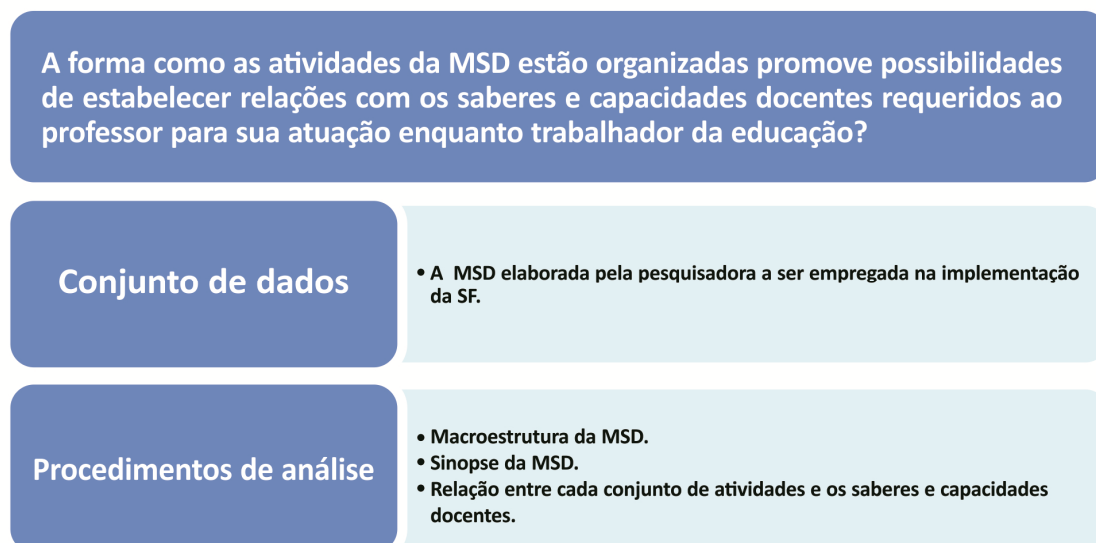 A forma como as atividades da MSD estão organizadas promove possibilidades
de estabelecer relações com os saberes e capacidades docentes requeridos ao
professor para sua atuação enquanto trabalhador da educação?
Conjunto de dados
• A MSD elaborada pela pesquisadora a ser empregada na implementação
da SF.
Procedimentos de análise
• Macroestrutura da MSD.
• Sinopse da MSD.
• Relação entre cada conjunto de atividades e os saberes e capacidades
docentes.